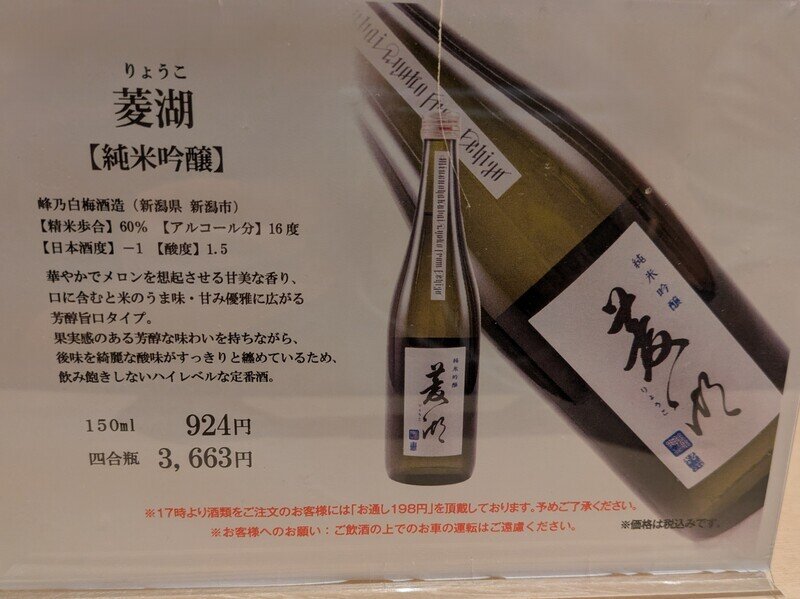 りょうこ
菱湖
【純米吟醸】
峰乃白梅酒造（新潟県 新潟市）
【精米歩合】60% 【アルコール分】16度
【日本酒度】－1 【酸度】1.5
華やかでメロンを想起させる甘美な香り、
口に含むと米のうま味・甘み優雅に広がる
芳醇旨口タイプ。
果実感のある芳醇な味わいを持ちながら、
後味を綺麗な酸味がすっきりと纏めているため、
飲み飽きしないハイレベルな定番酒。
150ml 924円
四合瓶 3,663円
※17時より酒類をご注文のお客様には「お通し198円」を頂戴しております。予めご了承ください。
※お客様へのお願い：ご飲酒の上でのお車の運転はご遠慮ください。
※価格は税込みです。
Minenohakubai Ryoko from Echigo
純米吟醸
菱湖
純米吟醸
菱湖
りょうこ